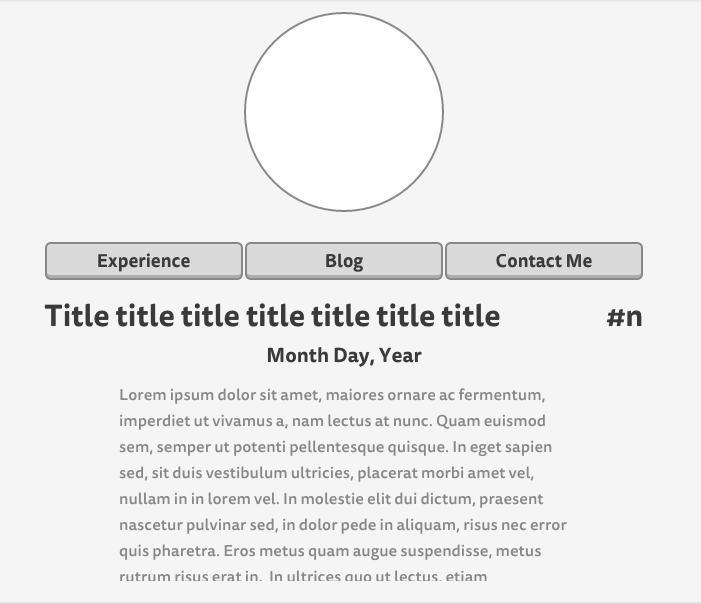 Experience
Blog
Contact Me
Title title title title title title title
#n
Month Day, Year
Lorem ipsum dolor sit amet, maiores ornare ac fermentum,
imperdiet ut vivamus a, nam lectus at nunc. Quam euismod
sem, semper ut potenti pellentesque quisque. In eget sapien
sed, sit duis vestibulum ultricies, placerat morbi amet vel,
nullam in in lorem vel. In molestie elit dui dictum, praesent
nascetur pulvinar sed, in dolor pede in aliquam, risus nec error
quis pharetra. Eros metus quam augue suspendisse, metus
rutrum risus erat in.  In ultrices quo ut lectus, etiam